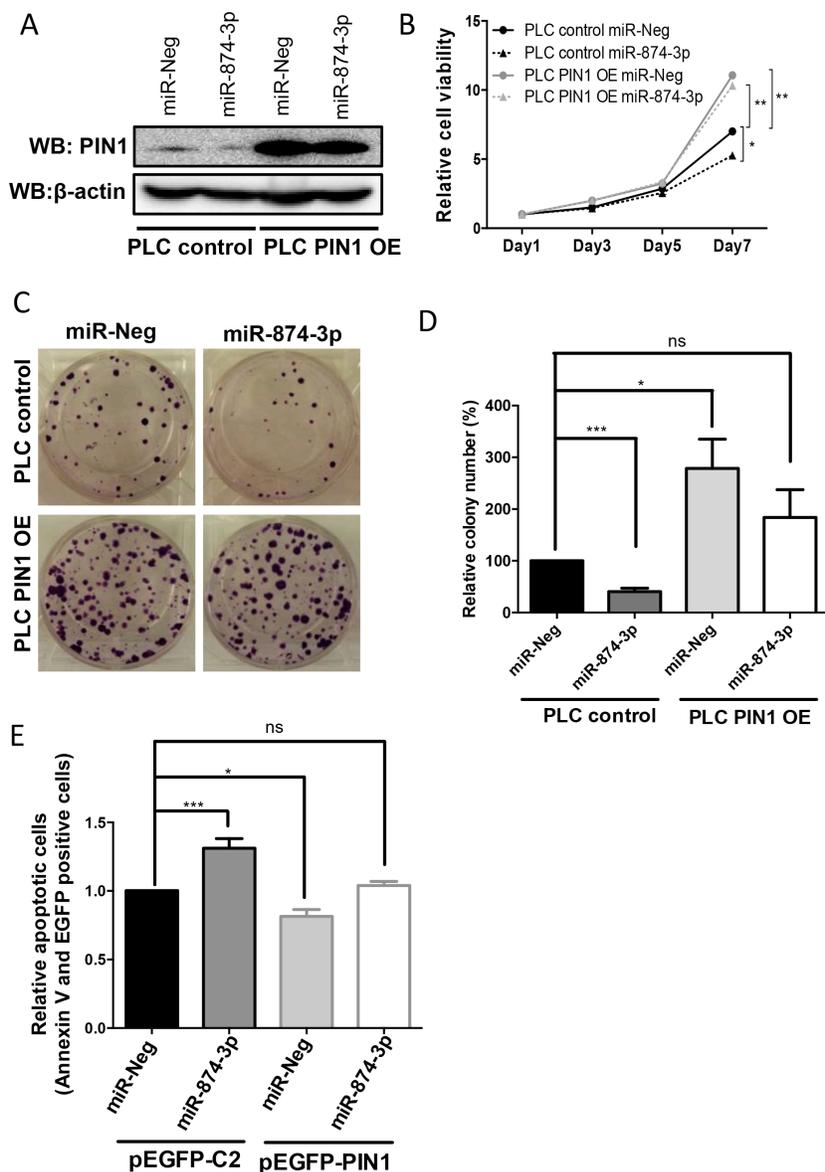 A
miR-Neg
miR-874-3p
miR-Neg
miR-874-3p
WB: PIN1
WB:β-actin
PLC control
PLC PIN1 OE
B
Relative cell viability
15
10
5
0
PLC control miR-Neg
PLC control miR-874-3p
PLC PIN1 OE miR-Neg
PLC PIN1 OE miR-874-3p
**
**
*
Day1
Day3
Day5
Day7
C
miR-Neg
miR-874-3p
PLC control
PLC PIN1 OE
D
ns
*
***
Relative colony number (%)
400
300
200
100
0
miR-Neg
miR-874-3p
miR-Neg
miR-874-3p
PLC control
PLC PIN1 OE
E
ns
*
***
Relative apoptotic cells
(Annexin V and EGFP positive cells)
1.5
1.0
0.5
0.0
miR-Neg
miR-874-3p
miR-Neg
miR-874-3p
pEGFP-C2
pEGFP-PIN1